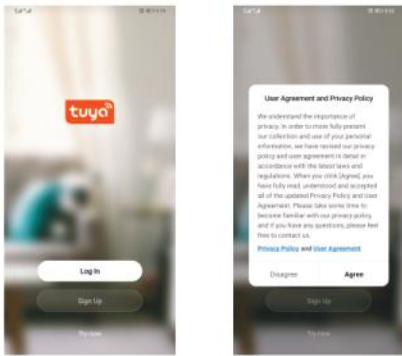 tuya
Log In
Sign Up
Try now
User Agreement and Privacy Policy
We understand the importance of
privacy. In order to more fully present
our collection and use of your personal
information, we have revised our privacy
policy and user agreement in detail in
accordance with the latest laws and
regulations. When you click [Agree], you
have fully read, understood and accepted
all of the updated Privacy Policy and User
Agreement. Please take some time to
become familiar with our privacy policy,
and if you have any questions, please feel
free to contact us.
Privacy Policy and User Agreement
Disagree Agree
Sign Up
Try now